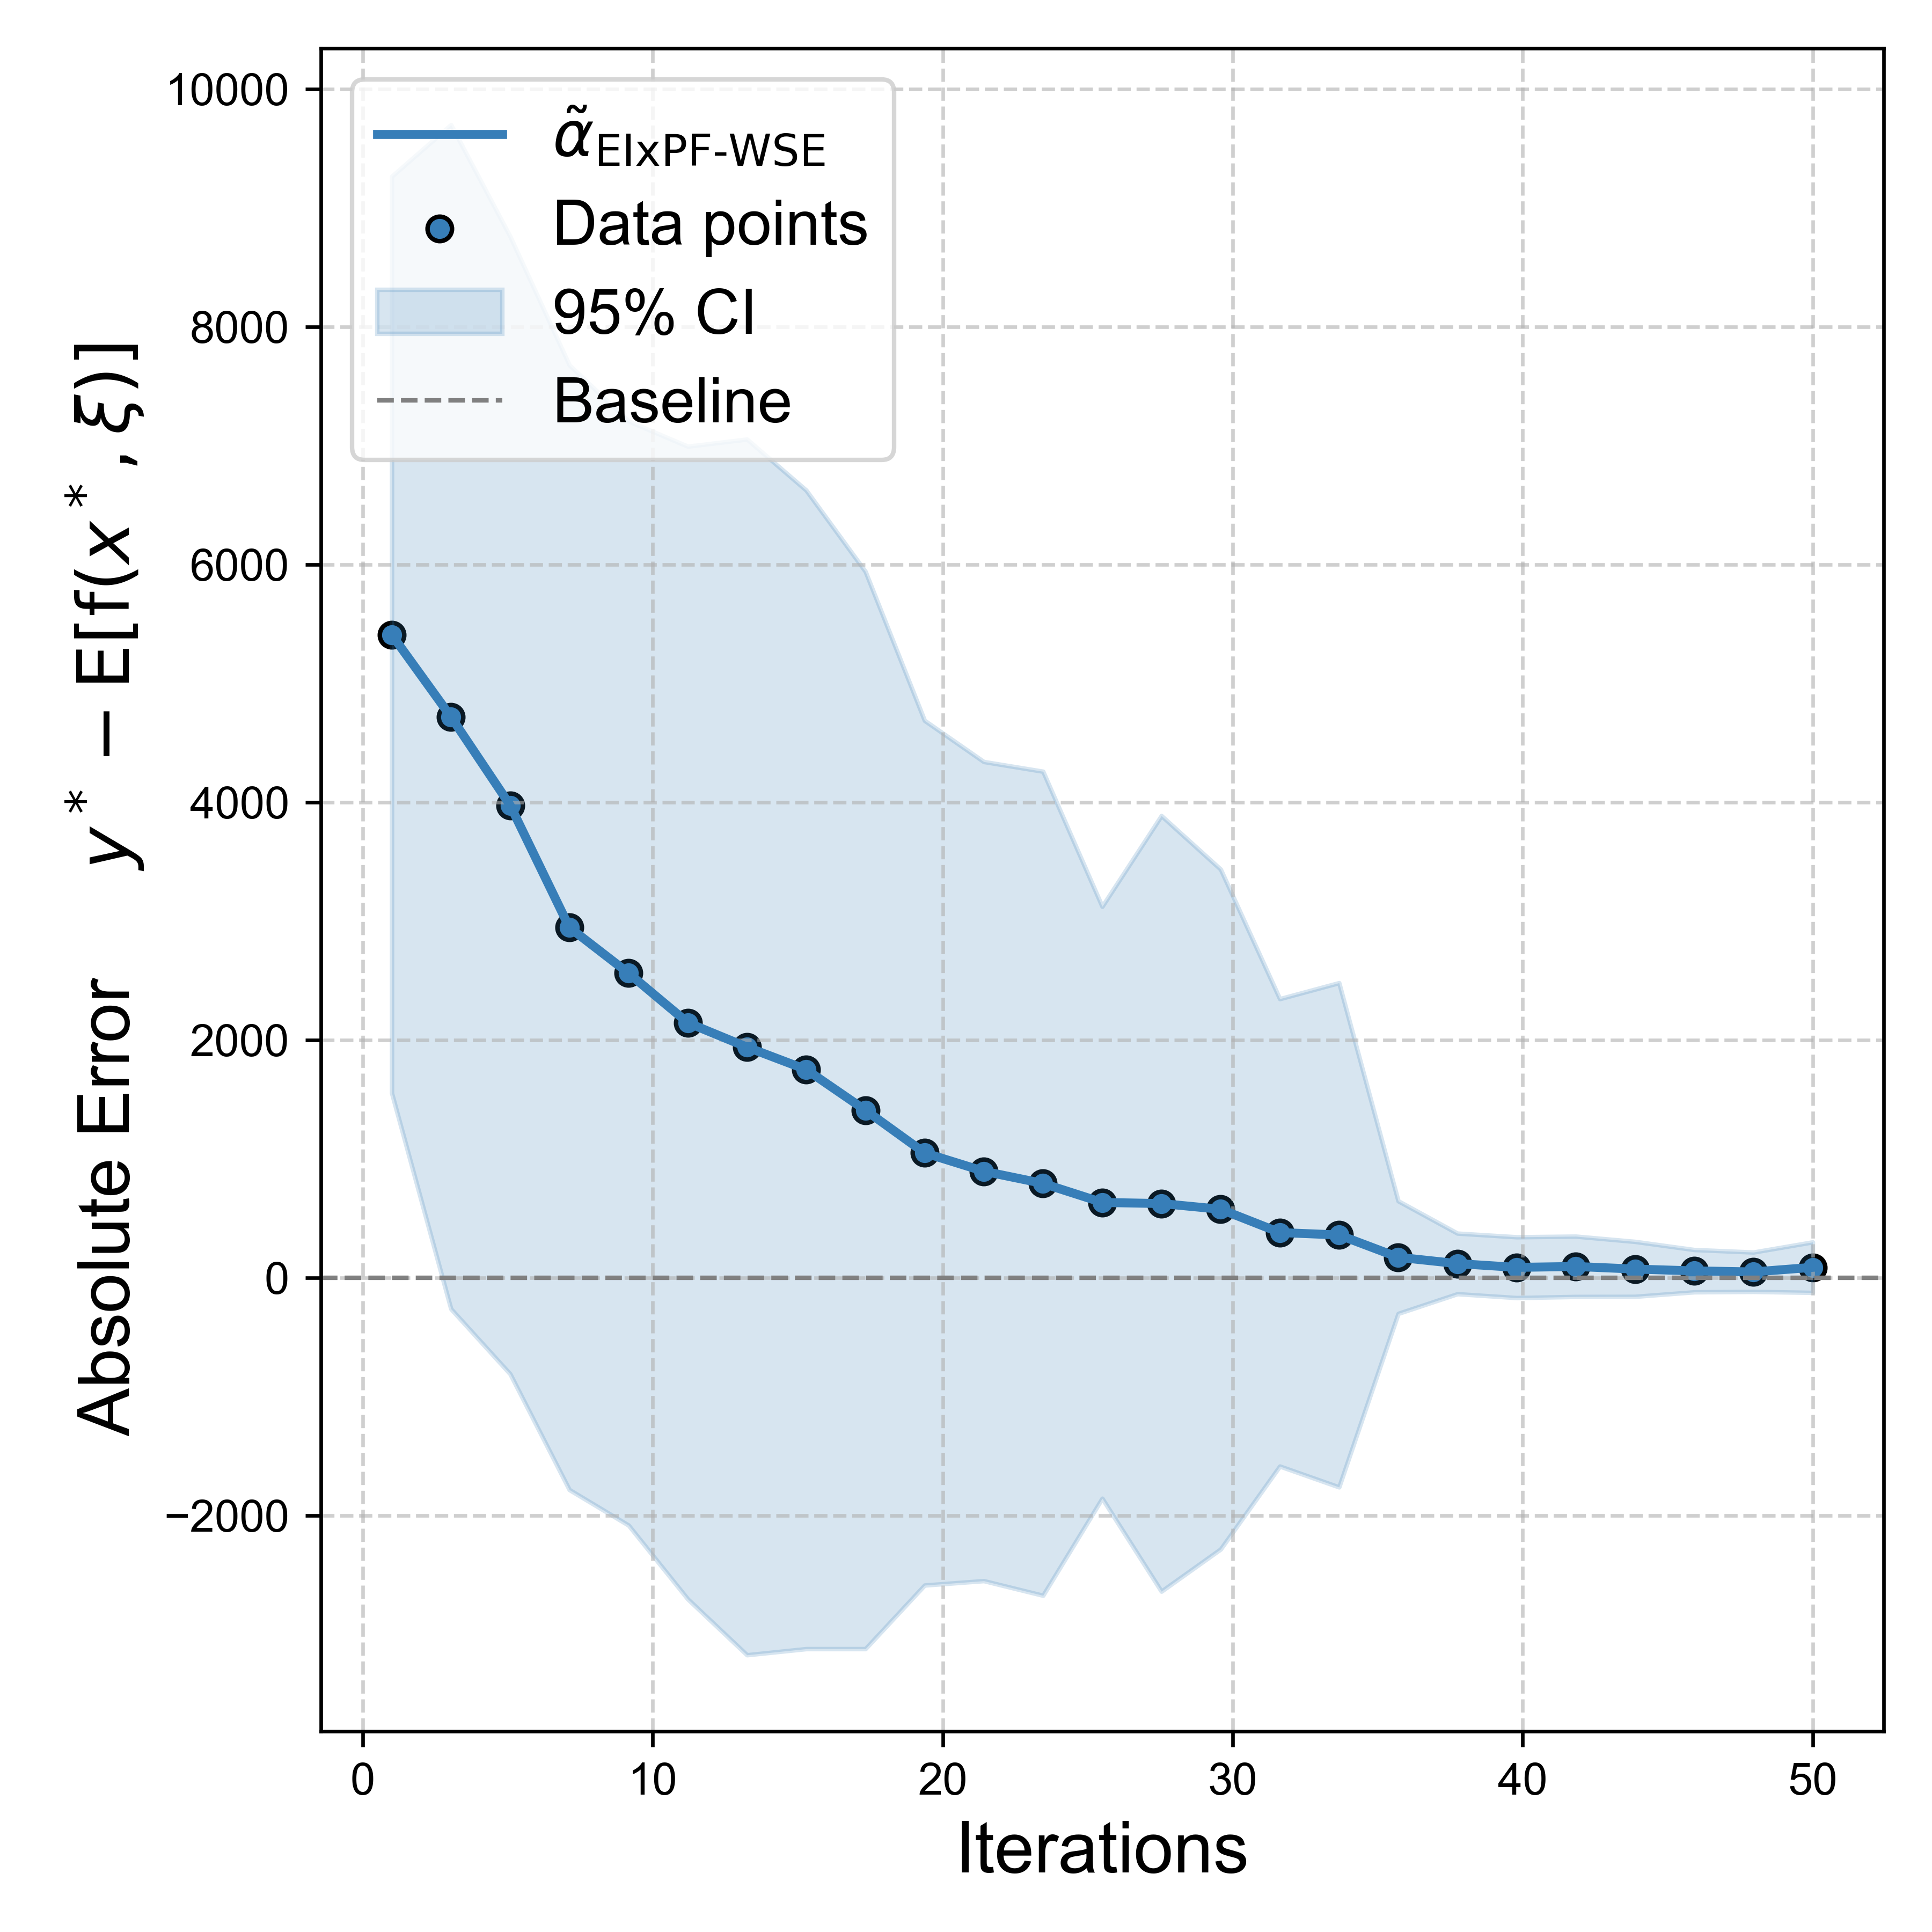 α̃EIxPF-WSE
Data points
95% CI
Baseline
10000
8000
6000
4000
2000
0
−2000
Absolute Error y* − E[f(x*, ξ)]
0 10 20 30 40 50
Iterations